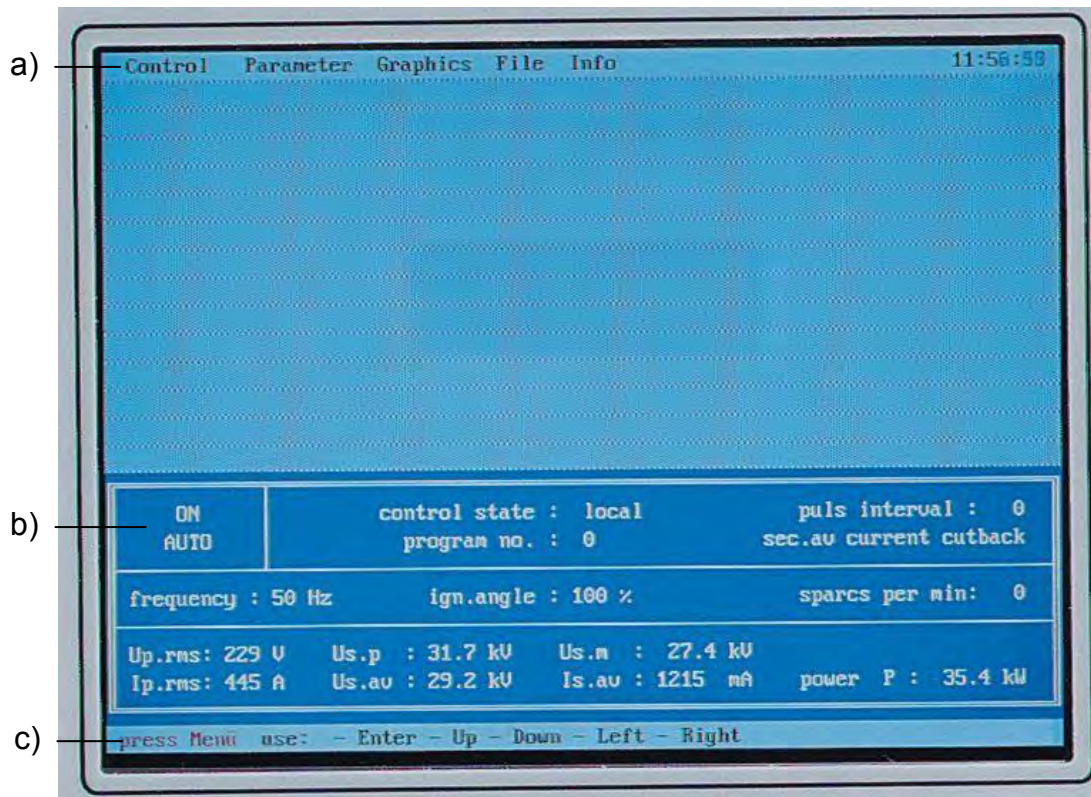 a) Control Parameter Graphics File Info 11:56:53
b) ON control state : local puls interval : 0
AUTO program no. : 0 sec.av current cutback
frequency : 50 Hz ign.angle : 100 % sparcs per min: 0
Up.rms: 229 V Us.p : 31.7 kV Us.m : 27.4 kV
Ip.rms: 445 A Us.av : 29.2 kV Is.av : 1215 mA power P : 35.4 kW
c) press Menu use: - Enter - Up - Down - Left - Right